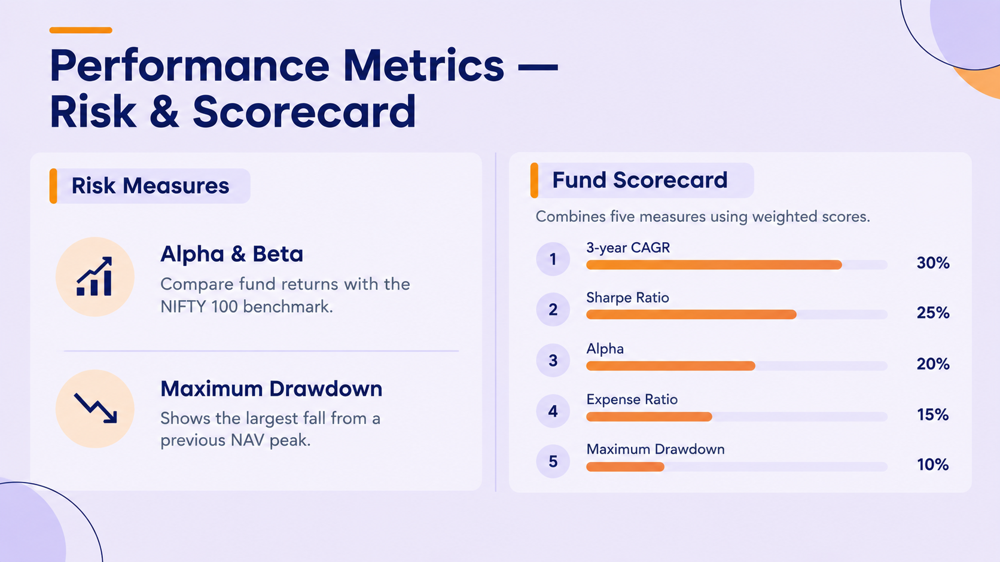 Performance Metrics —
Risk & Scorecard
Risk Measures
Alpha & Beta
Compare fund returns with the
NIFTY 100 benchmark.
Maximum Drawdown
Shows the largest fall from a
previous NAV peak.
Fund Scorecard
Combines five measures using weighted scores.
1
3-year CAGR
30%
2
Sharpe Ratio
25%
3
Alpha
20%
4
Expense Ratio
15%
5
Maximum Drawdown
10%